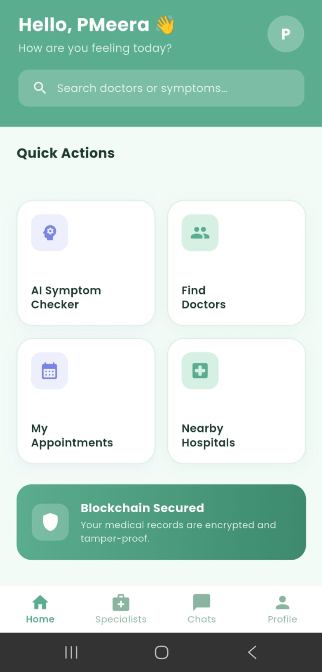 Hello, PMeera 👋
How are you feeling today?
P
Search doctors or symptoms...
Quick Actions
AI Symptom
Checker
Find
Doctors
My
Appointments
Nearby
Hospitals
Blockchain Secured
Your medical records are encrypted and
tamper-proof.
Home
Specialists
Chats
Profile